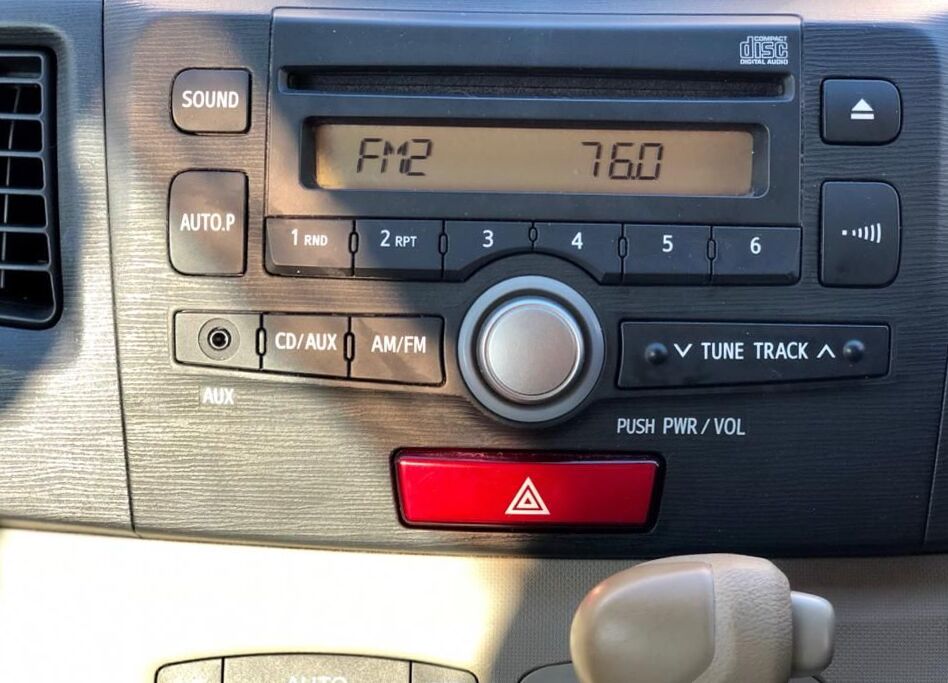 COMPACT
disc
DIGITAL AUDIO
SOUND
FM2 76.0
AUTO.P
1 RND 2 RPT 3 4 5 6
CD/AUX AM/FM
TUNE TRACK
AUX
PUSH PWR / VOL
AUTO